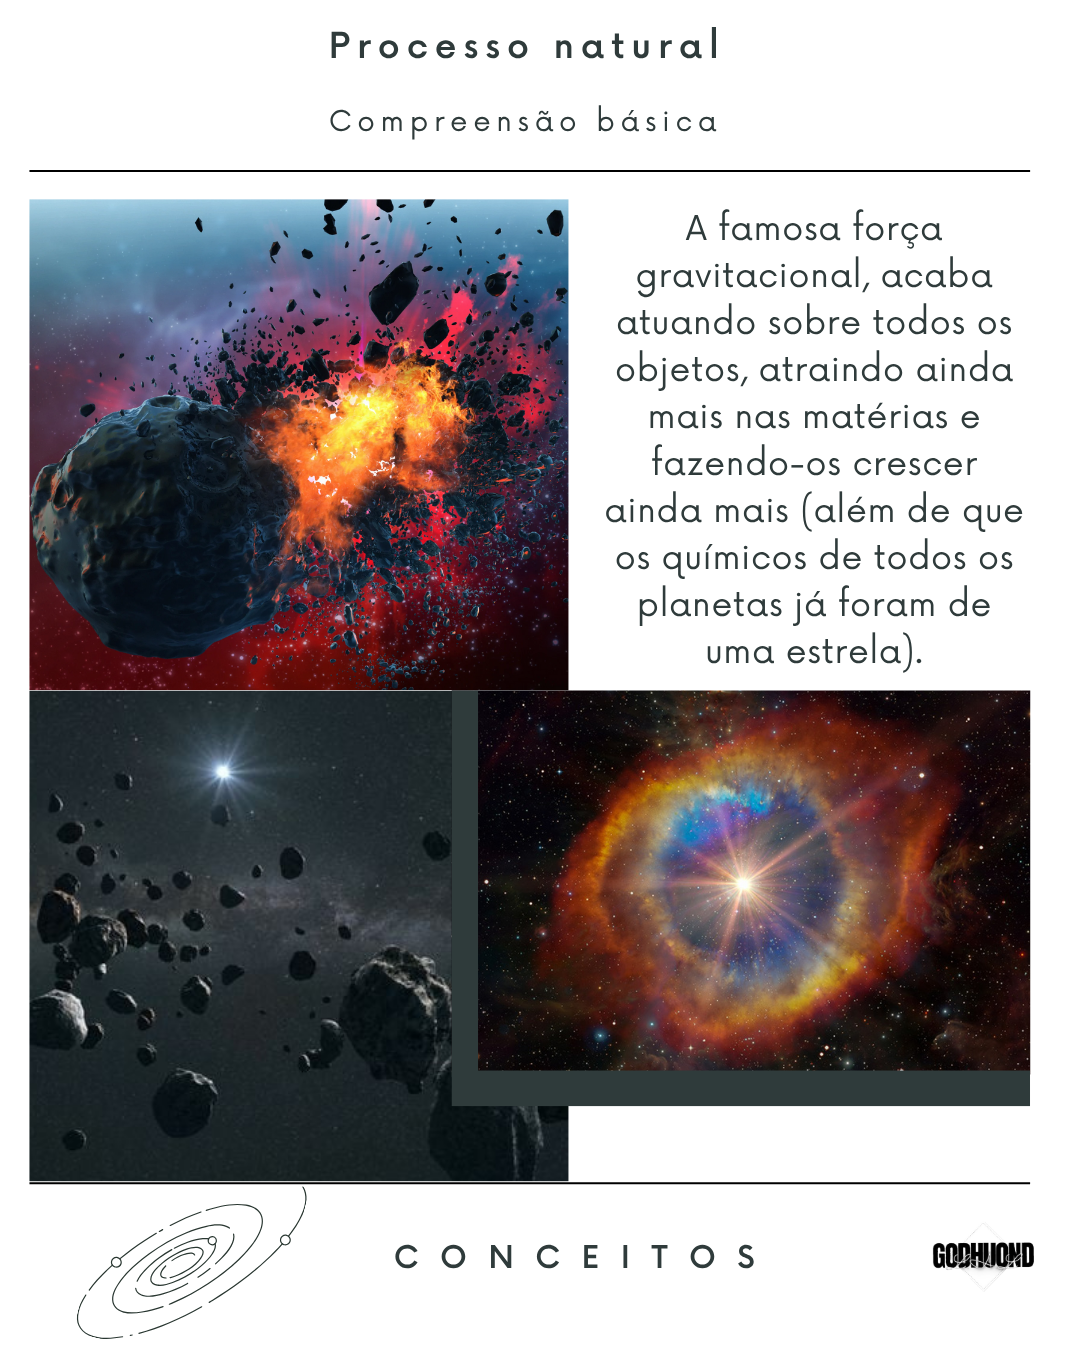 Processo natural
Compreensão básica
A famosa força
gravitacional, acaba
atuando sobre todos os
objetos, atraindo ainda
mais nas matérias e
fazendo-os crescer
ainda mais (além de que
os químicos de todos os
planetas já foram de
uma estrela).
CONCEITOS